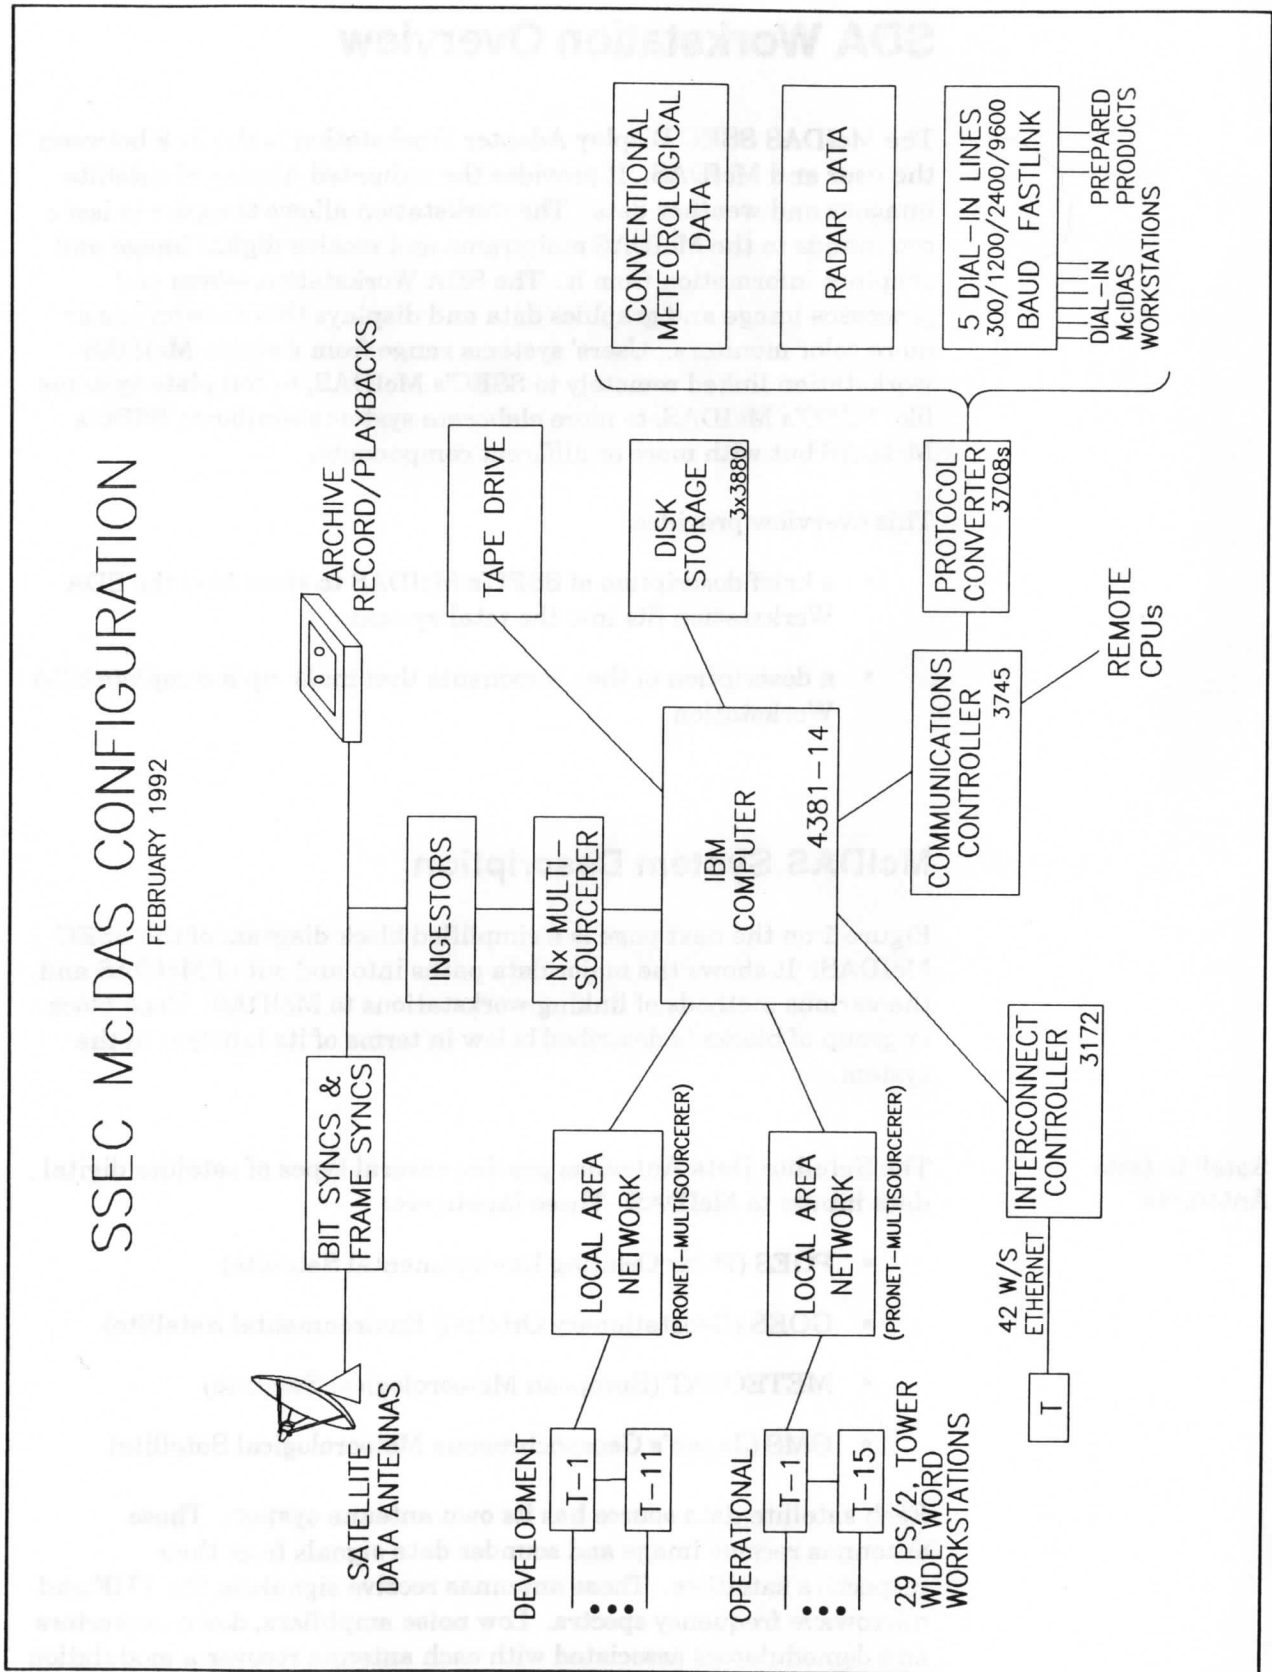 SSEC McIDAS CONFIGURATION
FEBRUARY 1992
SATELLITE
DATA ANTENNAS
BIT SYNCS &
FRAME SYNCS
ARCHIVE
RECORD/PLAYBACKS
INGESTORS
Nx MULTI-
SOURCERER
TAPE DRIVE
DISK
STORAGE
3x3880
IBM
COMPUTER
4381-14
DEVELOPMENT
T-1
T-11
LOCAL AREA
NETWORK
(PRONET-MULTISOURCERER)
OPERATIONAL
T-1
T-15
LOCAL AREA
NETWORK
(PRONET-MULTISOURCERER)
29 PS/2, TOWER
WIDE WORD
WORKSTATIONS
T
42 W/S
ETHERNET
INTERCONNECT
CONTROLLER
3172
COMMUNICATIONS
CONTROLLER
3745
REMOTE
CPUs
PROTOCOL
CONVERTER
3708s
CONVENTIONAL
METEOROLOGICAL
DATA
RADAR DATA
5 DIAL-IN LINES
300/1200/2400/9600
BAUD FASTLINK
DIAL-IN
McIDAS
WORKSTATIONS
PREPARED
PRODUCTS